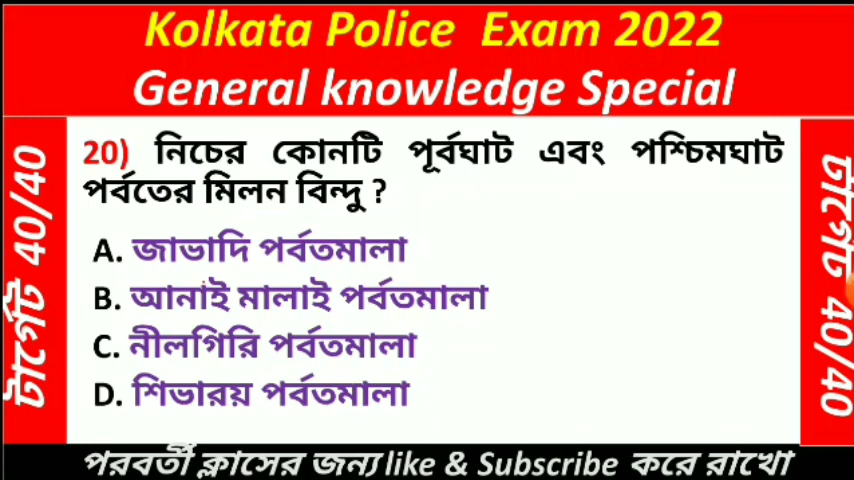 Kolkata Police Exam 2022
General knowledge Special
টার্গেট 40/40
20) নিচের কোনটি পূর্বঘাট এবং পশ্চিমঘাট
পর্বতের মিলন বিন্দু ?
A. জাভাদি পর্বতমালা
B. আনাই মালাই পর্বতমালা
C. নীলগিরি পর্বতমালা
D. শিভারয় পর্বতমালা
টার্গেট 40/40
পরবর্তী ক্লাসের জন্য like & Subscribe করে রাখো